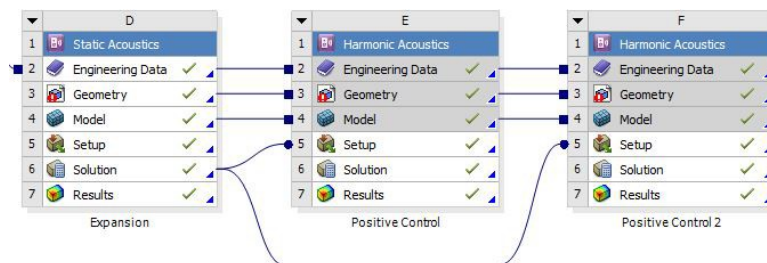 D
1 Static Acoustics
2 Engineering Data
3 Geometry
4 Model
5 Setup
6 Solution
7 Results
Expansion
E
1 Harmonic Acoustics
2 Engineering Data
3 Geometry
4 Model
5 Setup
6 Solution
7 Results
Positive Control
F
1 Harmonic Acoustics
2 Engineering Data
3 Geometry
4 Model
5 Setup
6 Solution
7 Results
Positive Control 2